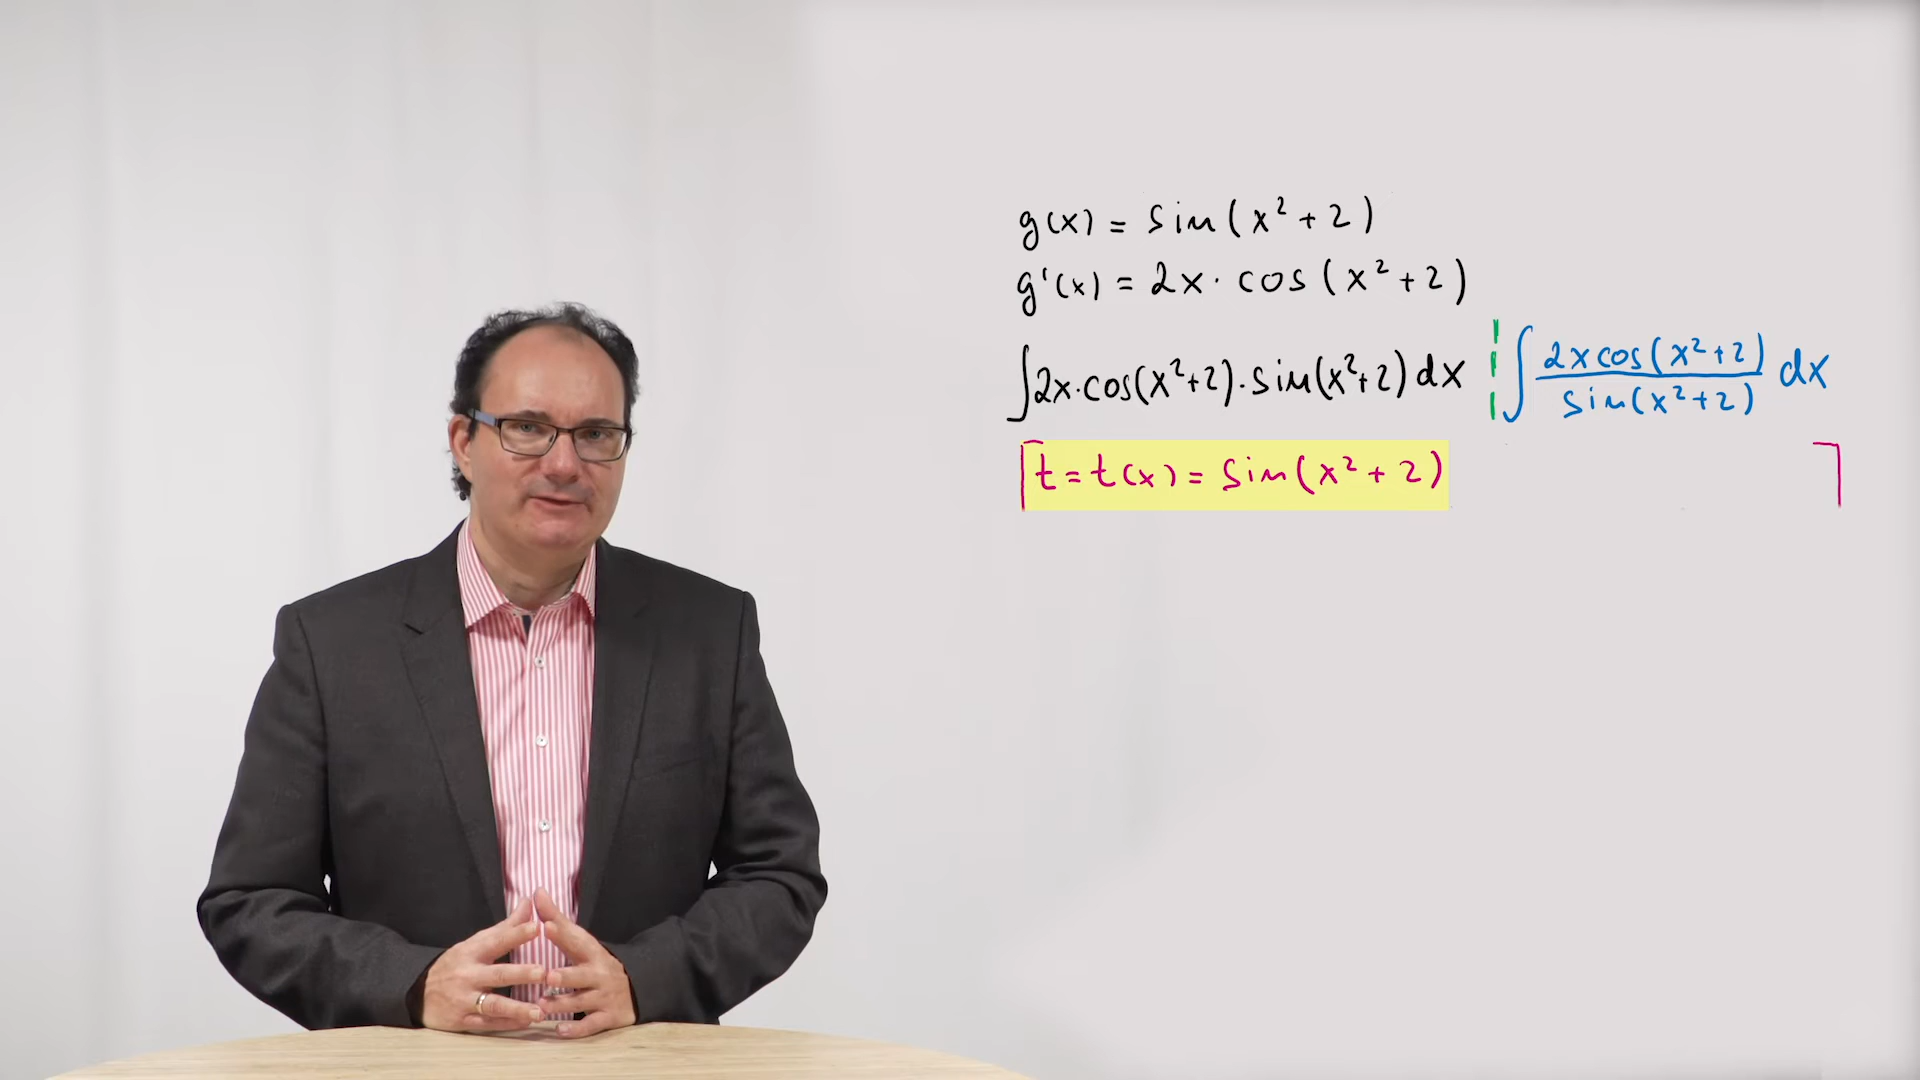 g(x) = sin(x² + 2)
g'(x) = 2x · cos(x² + 2)
∫2x·cos(x²+2)·sin(x²+2) dx ¦ ∫ 2x cos(x²+2) / sin(x²+2) dx
t = t(x) = sin(x² + 2)